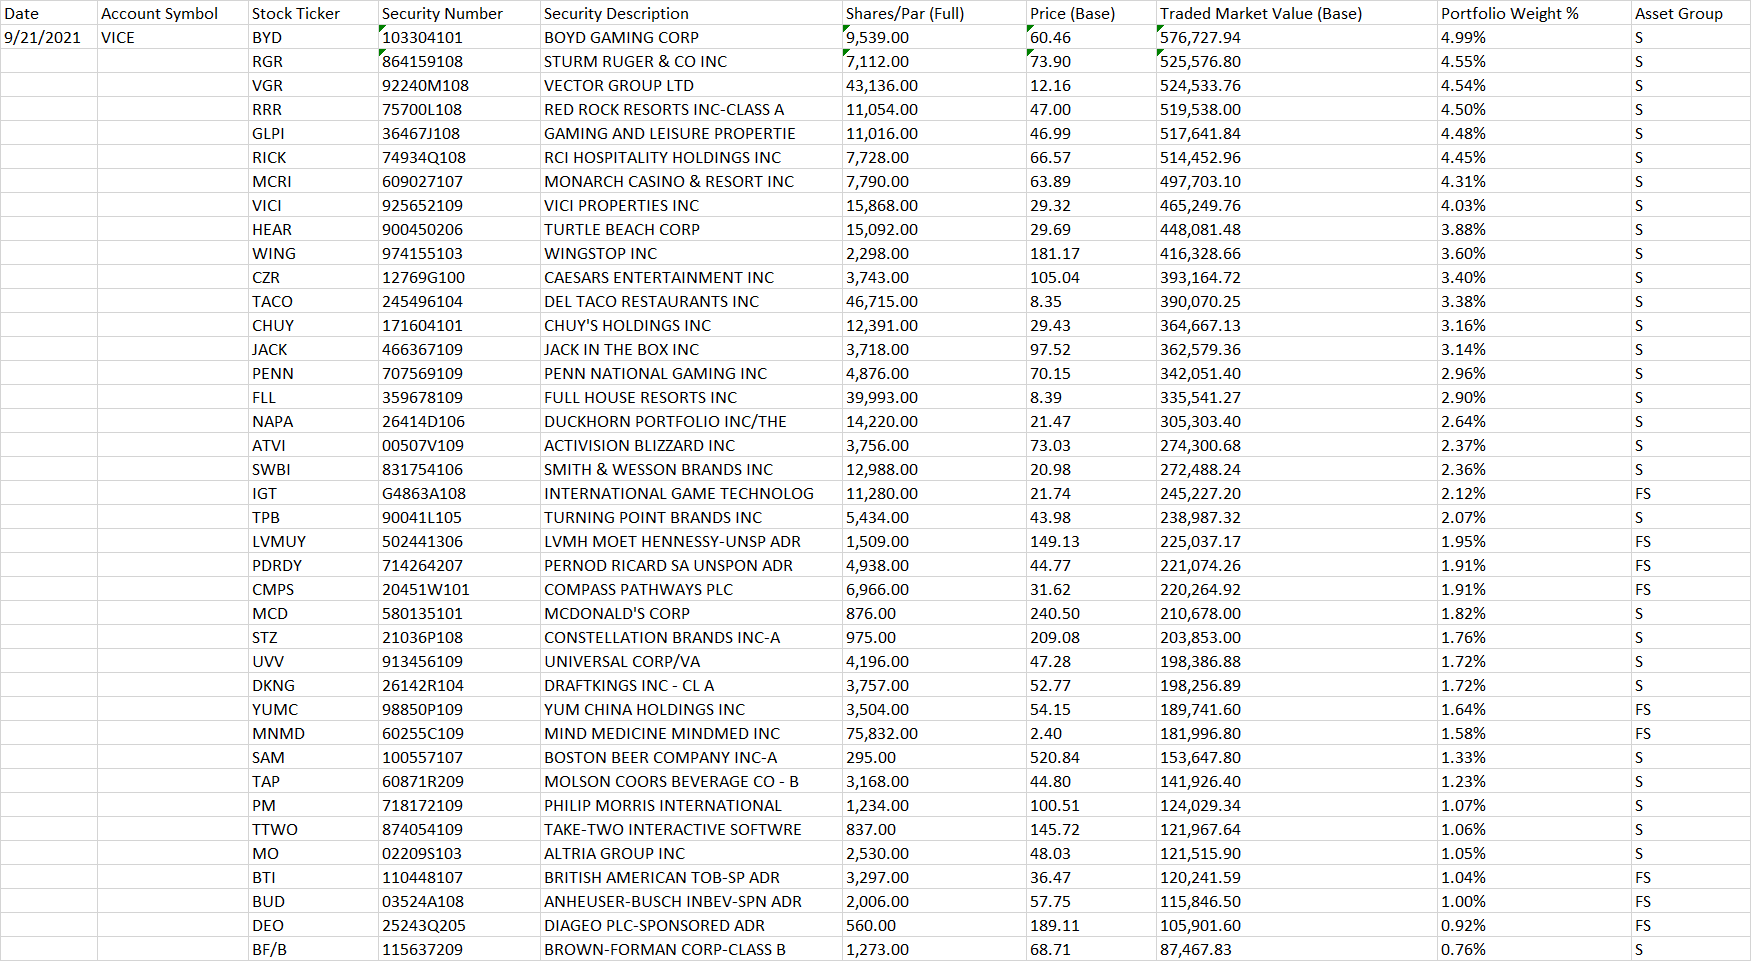 Date Account Symbol Stock Ticker Security Number Security Description Shares/Par (Full) Price (Base) Traded Market Value (Base) Portfolio Weight % Asset Group
9/21/2021 VICE BYD 103304101 BOYD GAMING CORP 9,539.00 60.46 576,727.94 4.99% S
RGR 864159108 STURM RUGER & CO INC 7,112.00 73.90 525,576.80 4.55% S
VGR 92240M108 VECTOR GROUP LTD 43,136.00 12.16 524,533.76 4.54% S
RRR 75700L108 RED ROCK RESORTS INC-CLASS A 11,054.00 47.00 519,538.00 4.50% S
GLPI 36467J108 GAMING AND LEISURE PROPERTIE 11,016.00 46.99 517,641.84 4.48% S
RICK 74934Q108 RCI HOSPITALITY HOLDINGS INC 7,728.00 66.57 514,452.96 4.45% S
MCRI 609027107 MONARCH CASINO & RESORT INC 7,790.00 63.89 497,703.10 4.31% S
VICI 925652109 VICI PROPERTIES INC 15,868.00 29.32 465,249.76 4.03% S
HEAR 900450206 TURTLE BEACH CORP 15,092.00 29.69 448,081.48 3.88% S
WING 974155103 WINGSTOP INC 2,298.00 181.17 416,328.66 3.60% S
CZR 12769G100 CAESARS ENTERTAINMENT INC 3,743.00 105.04 393,164.72 3.40% S
TACO 245496104 DEL TACO RESTAURANTS INC 46,715.00 8.35 390,070.25 3.38% S
CHUY 171604101 CHUY'S HOLDINGS INC 12,391.00 29.43 364,667.13 3.16% S
JACK 466367109 JACK IN THE BOX INC 3,718.00 97.52 362,579.36 3.14% S
PENN 707569109 PENN NATIONAL GAMING INC 4,876.00 70.15 342,051.40 2.96% S
FLL 359678109 FULL HOUSE RESORTS INC 39,993.00 8.39 335,541.27 2.90% S
NAPA 26414D106 DUCKHORN PORTFOLIO INC/THE 14,220.00 21.47 305,303.40 2.64% S
ATVI 00507V109 ACTIVISION BLIZZARD INC 3,756.00 73.03 274,300.68 2.37% S
SWBI 831754106 SMITH & WESSON BRANDS INC 12,988.00 20.98 272,488.24 2.36% S
IGT G4863A108 INTERNATIONAL GAME TECHNOLOG 11,280.00 21.74 245,227.20 2.12% FS
TPB 90041L105 TURNING POINT BRANDS INC 5,434.00 43.98 238,987.32 2.07% S
LVMUY 502441306 LVMH MOET HENNESSY-UNSP ADR 1,509.00 149.13 225,037.17 1.95% FS
PDRDY 714264207 PERNOD RICARD SA UNSPON ADR 4,938.00 44.77 221,074.26 1.91% FS
CMPS 20451W101 COMPASS PATHWAYS PLC 6,966.00 31.62 220,264.92 1.91% FS
MCD 580135101 MCDONALD'S CORP 876.00 240.50 210,678.00 1.82% S
STZ 21036P108 CONSTELLATION BRANDS INC-A 975.00 209.08 203,853.00 1.76% S
UVV 913456109 UNIVERSAL CORP/VA 4,196.00 47.28 198,386.88 1.72% S
DKNG 26142R104 DRAFTKINGS INC - CL A 3,757.00 52.77 198,256.89 1.72% S
YUMC 98850P109 YUM CHINA HOLDINGS INC 3,504.00 54.15 189,741.60 1.64% FS
MNMD 60255C109 MIND MEDICINE MINDMED INC 75,832.00 2.40 181,996.80 1.58% FS
SAM 100557107 BOSTON BEER COMPANY INC-A 295.00 520.84 153,647.80 1.33% S
TAP 60871R209 MOLSON COORS BEVERAGE CO - B 3,168.00 44.80 141,926.40 1.23% S
PM 718172109 PHILIP MORRIS INTERNATIONAL 1,234.00 100.51 124,029.34 1.07% S
TTWO 874054109 TAKE-TWO INTERACTIVE SOFTWRE 837.00 145.72 121,967.64 1.06% S
MO 02209S103 ALTRIA GROUP INC 2,530.00 48.03 121,515.90 1.05% S
BTI 110448107 BRITISH AMERICAN TOB-SP ADR 3,297.00 36.47 120,241.59 1.04% FS
BUD 03524A108 ANHEUSER-BUSCH INBEV-SPN ADR 2,006.00 57.75 115,846.50 1.00% FS
DEO 25243Q205 DIAGEO PLC-SPONSORED ADR 560.00 189.11 105,901.60 0.92% FS
BF/B 115637209 BROWN-FORMAN CORP-CLASS B 1,273.00 68.71 87,467.83 0.76% S